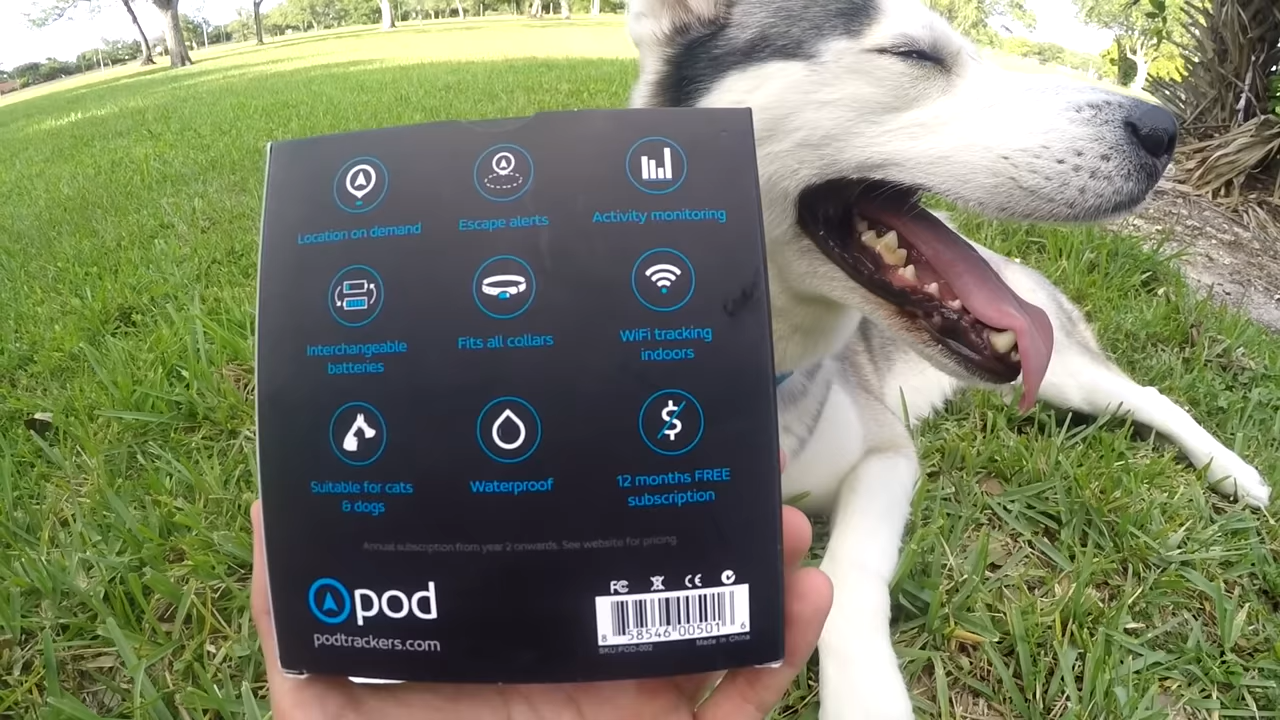 Location on demand
Escape alerts
Activity monitoring
Interchangeable
batteries
Fits all collars
WiFi tracking
indoors
Suitable for cats
& dogs
Waterproof
12 months FREE
subscription
Annual subscription from year 2 onwards. See website for pricing.
pod
podtrackers.com
FC CE
8 58546 00501 6
SKU:POD-002 Made in China